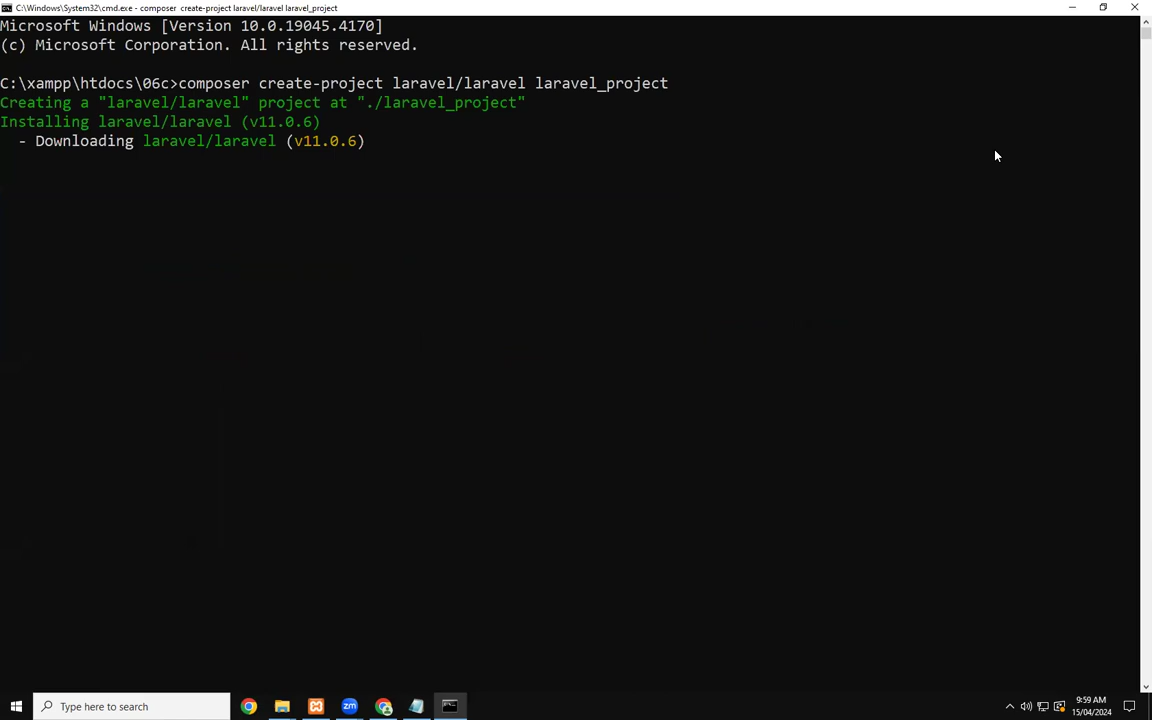 C:\Windows\System32\cmd.exe - composer create-project laravel/laravel laravel_project
Microsoft Windows [Version 10.0.19045.4170]
(c) Microsoft Corporation. All rights reserved.
C:\xampp\htdocs\06c>composer create-project laravel/laravel laravel_project
Creating a "laravel/laravel" project at "./laravel_project"
Installing laravel/laravel (v11.0.6)
- Downloading laravel/laravel (v11.0.6)
Type here to search
zm
9:59 AM
15/04/2024